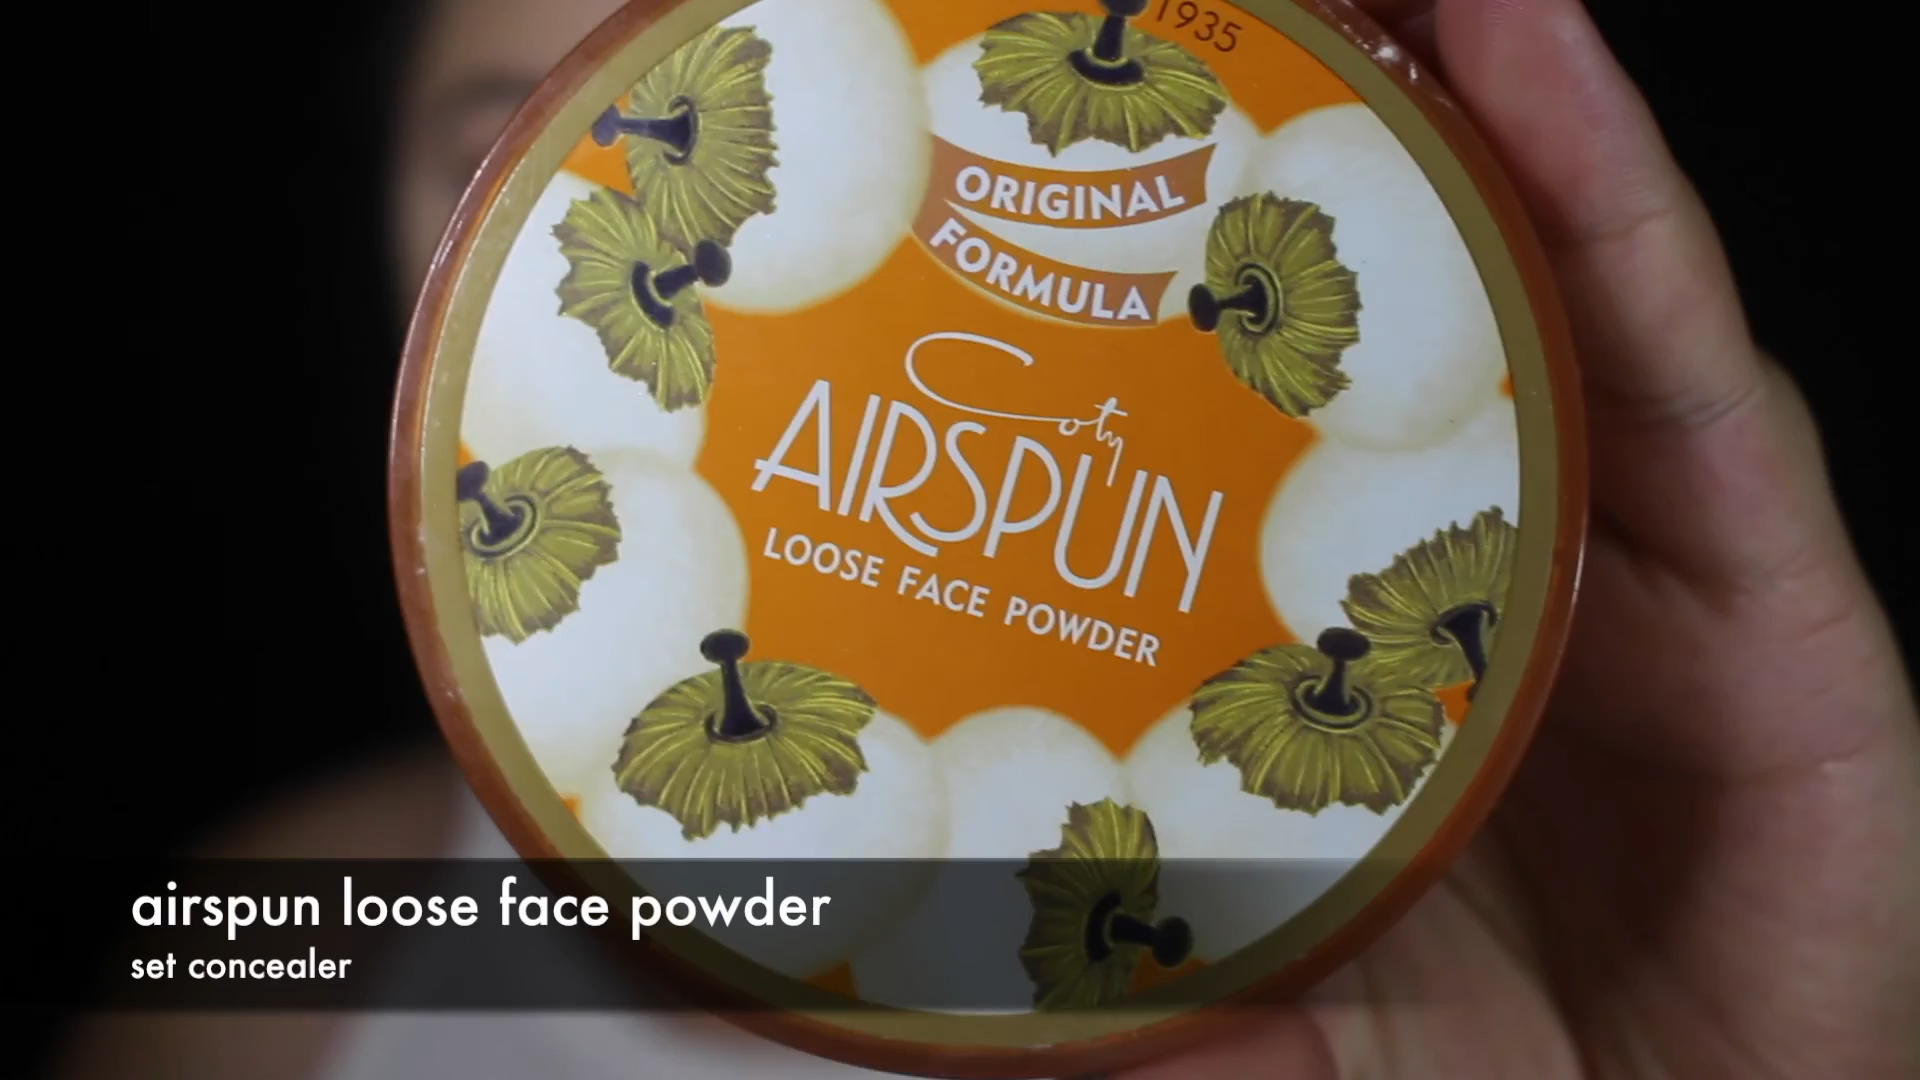 1935
ORIGINAL
FORMULA
Coty
AIRSPUN
LOOSE FACE POWDER
airspun loose face powder
set concealer